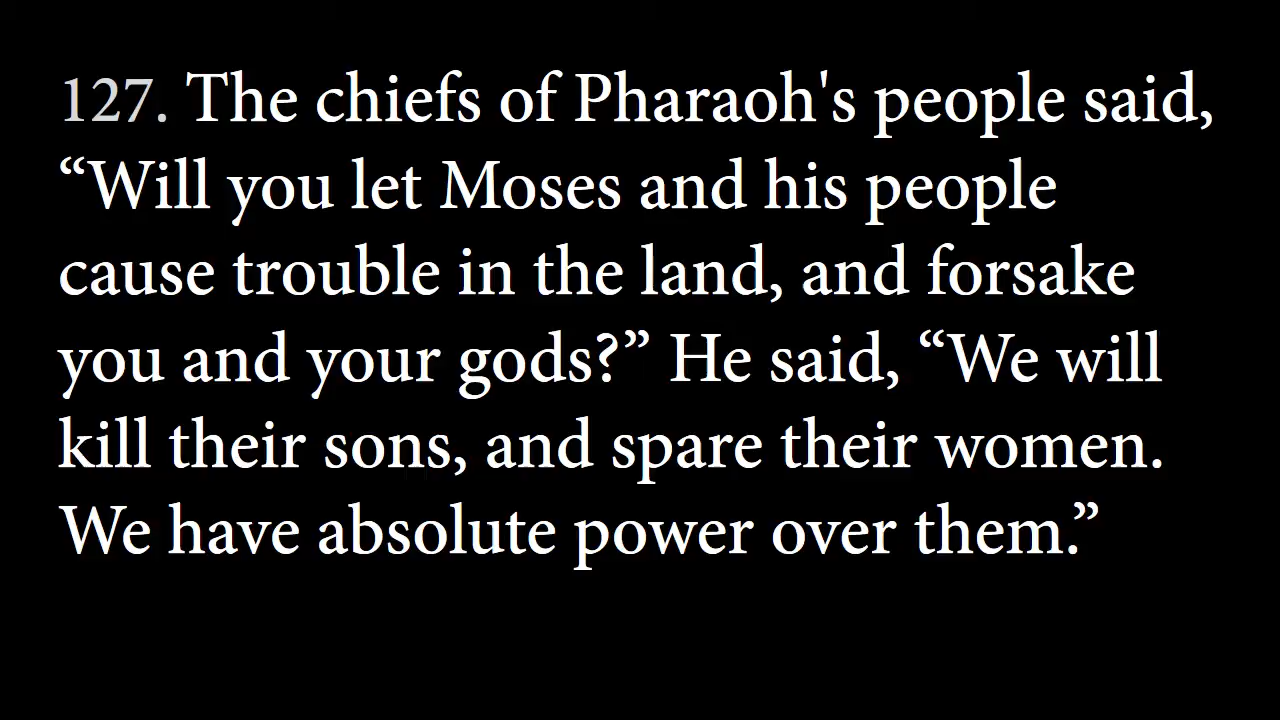 127. The chiefs of Pharaoh's people said,
“Will you let Moses and his people
cause trouble in the land, and forsake
you and your gods?” He said, “We will
kill their sons, and spare their women.
We have absolute power over them.”